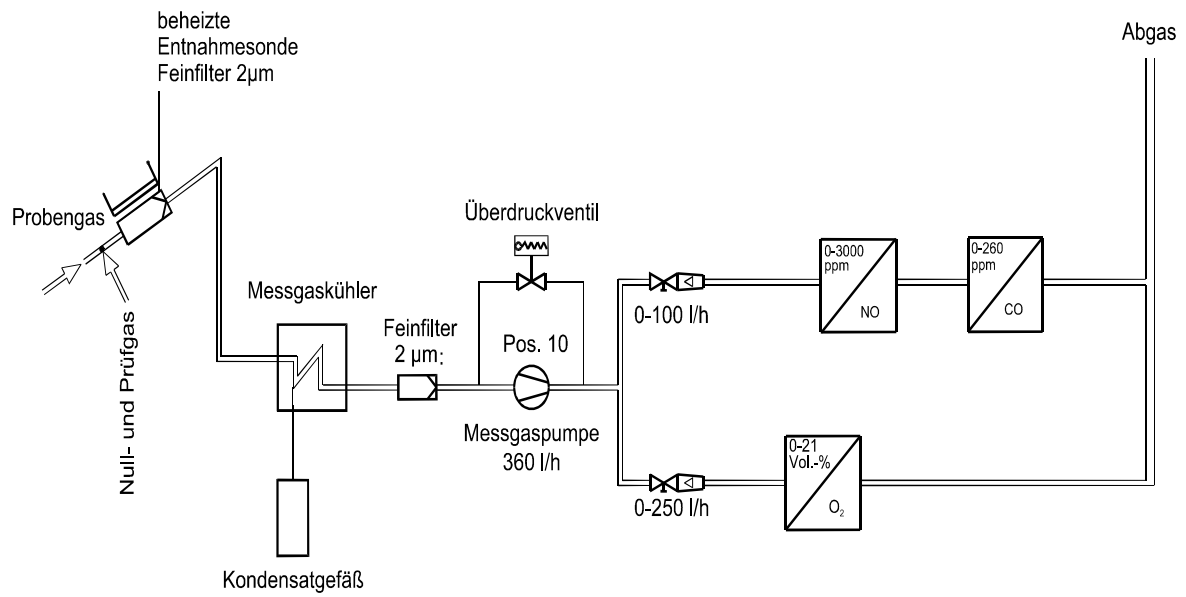 beheizte
Entnahmesonde
Feinfilter 2µm
Abgas
Probengas
Null- und Prüfgas
Messgaskühler
Kondensatgefäß
Feinfilter
2 µm:
Überdruckventil
Pos. 10
Messgaspumpe
360 l/h
0-100 l/h
0-3000
ppm
NO
0-260
ppm
CO
0-250 l/h
0-21
Vol.-%
O₂